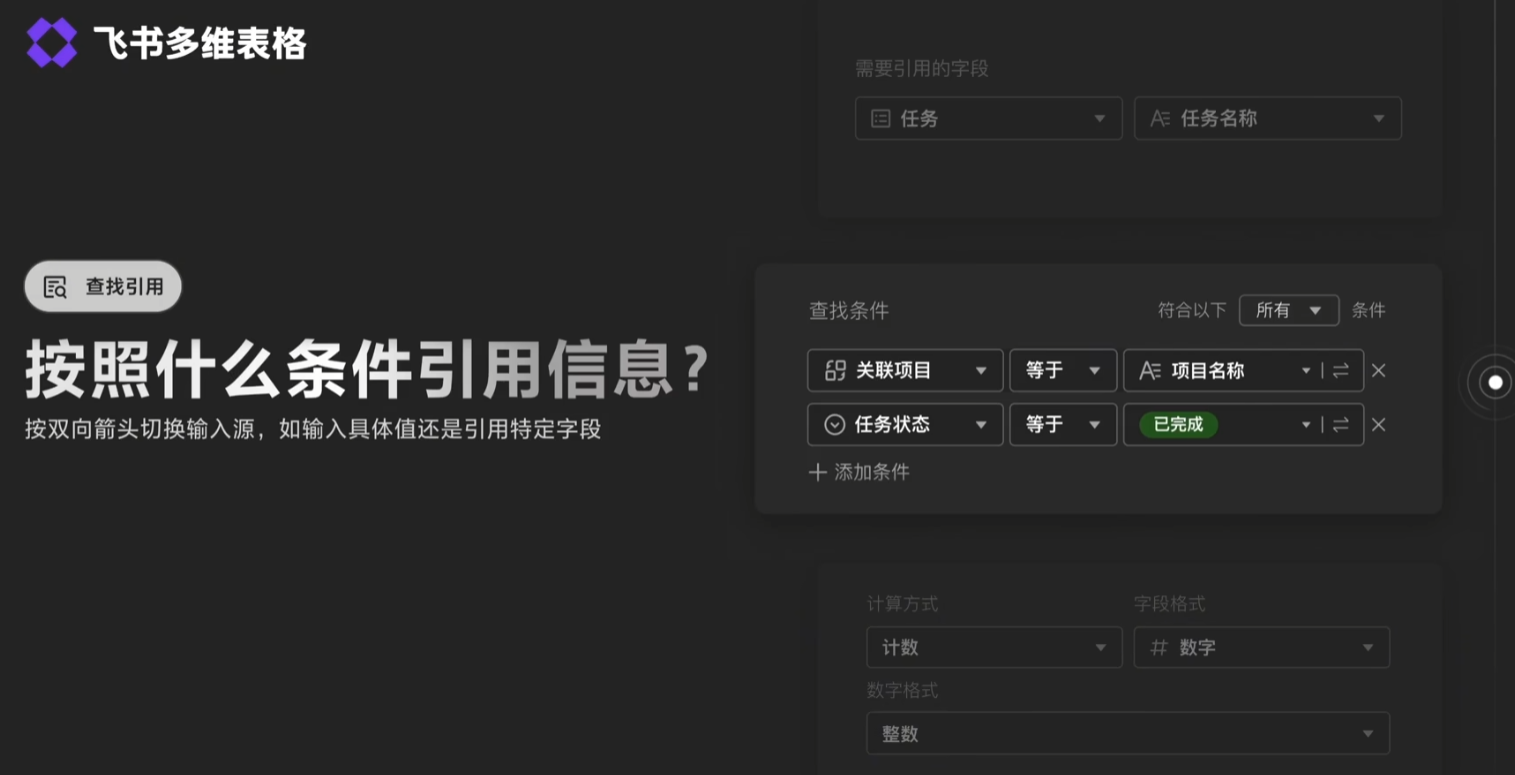 飞书多维表格
需要引用的字段
任务 任务名称
查找引用
按照什么条件引用信息?
按双向箭头切换输入源，如输入具体值还是引用特定字段
查找条件 符合以下 所有 条件
关联项目 等于 项目名称
任务状态 等于 已完成
添加条件
计算方式 字段格式
计数 数字
数字格式
整数